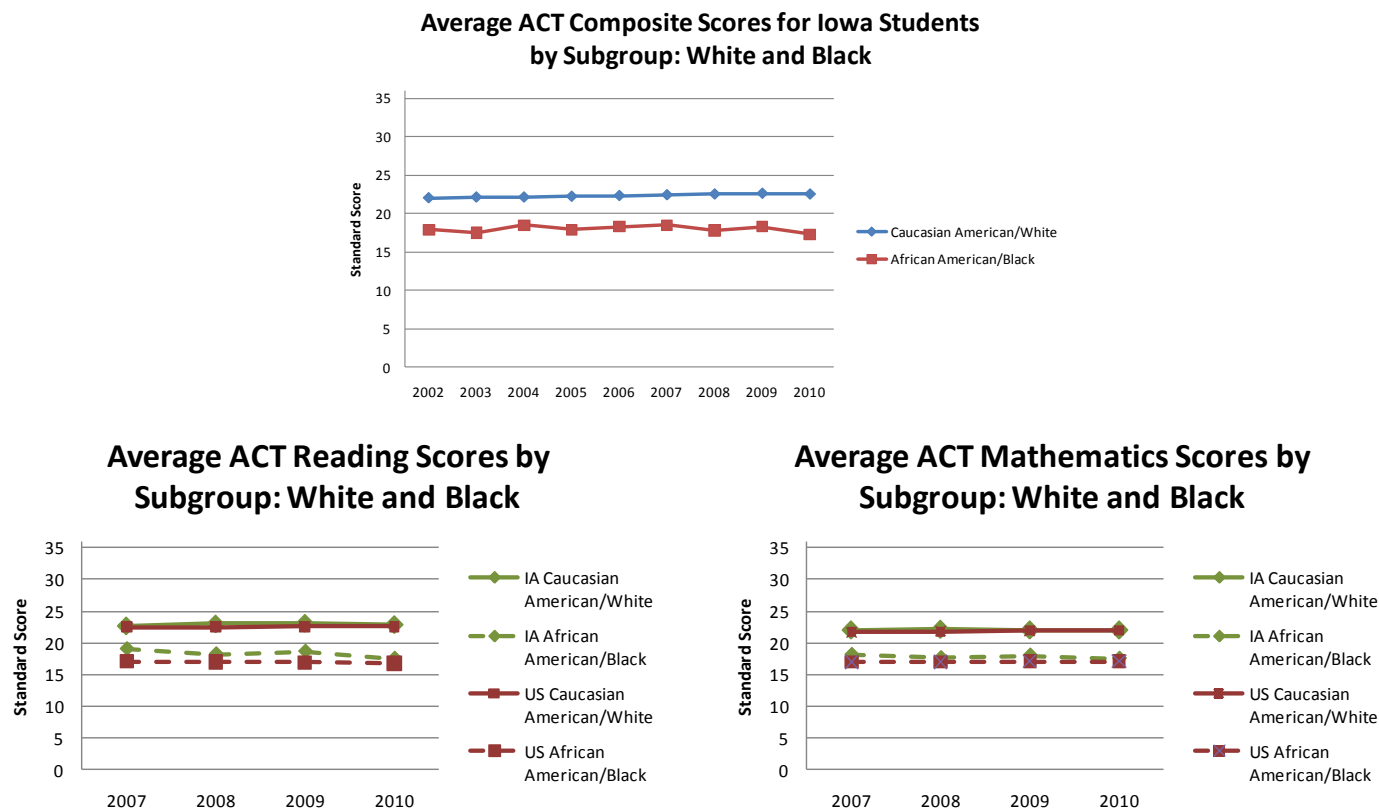 Average ACT Composite Scores for Iowa Students
by Subgroup: White and Black
35
30
25
20
15
10
5
0
Standard Score
2002 2003 2004 2005 2006 2007 2008 2009 2010
Caucasian American/White
African American/Black
Average ACT Reading Scores by
Subgroup: White and Black
35
30
25
20
15
10
5
0
Standard Score
2007 2008 2009 2010
IA Caucasian
American/White
IA African
American/Black
US Caucasian
American/White
US African
American/Black
Average ACT Mathematics Scores by
Subgroup: White and Black
35
30
25
20
15
10
5
0
Standard Score
2007 2008 2009 2010
IA Caucasian
American/White
IA African
American/Black
US Caucasian
American/White
US African
American/Black